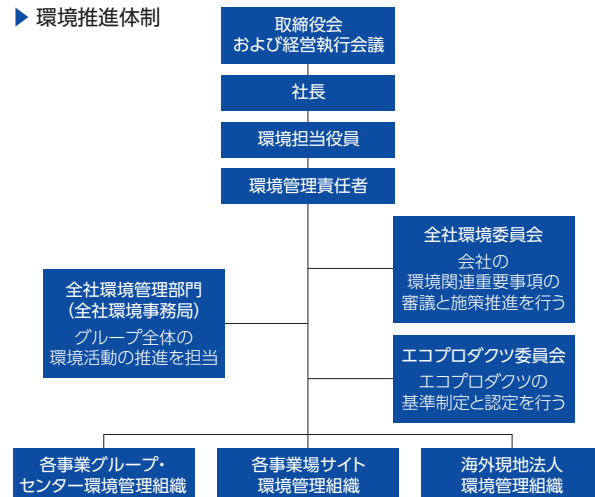 ▶ 環境推進体制
取締役会
および経営執行会議
社長
環境担当役員
環境管理責任者
全社環境委員会
会社の
環境関連重要事項の
審議と施策推進を行う
全社環境管理部門
（全社環境事務局）
グループ全体の
環境活動の推進を担当
エコプロダクツ委員会
エコプロダクツの
基準制定と認定を行う
各事業グループ・
センター環境管理組織
各事業場サイト
環境管理組織
海外現地法人
環境管理組織